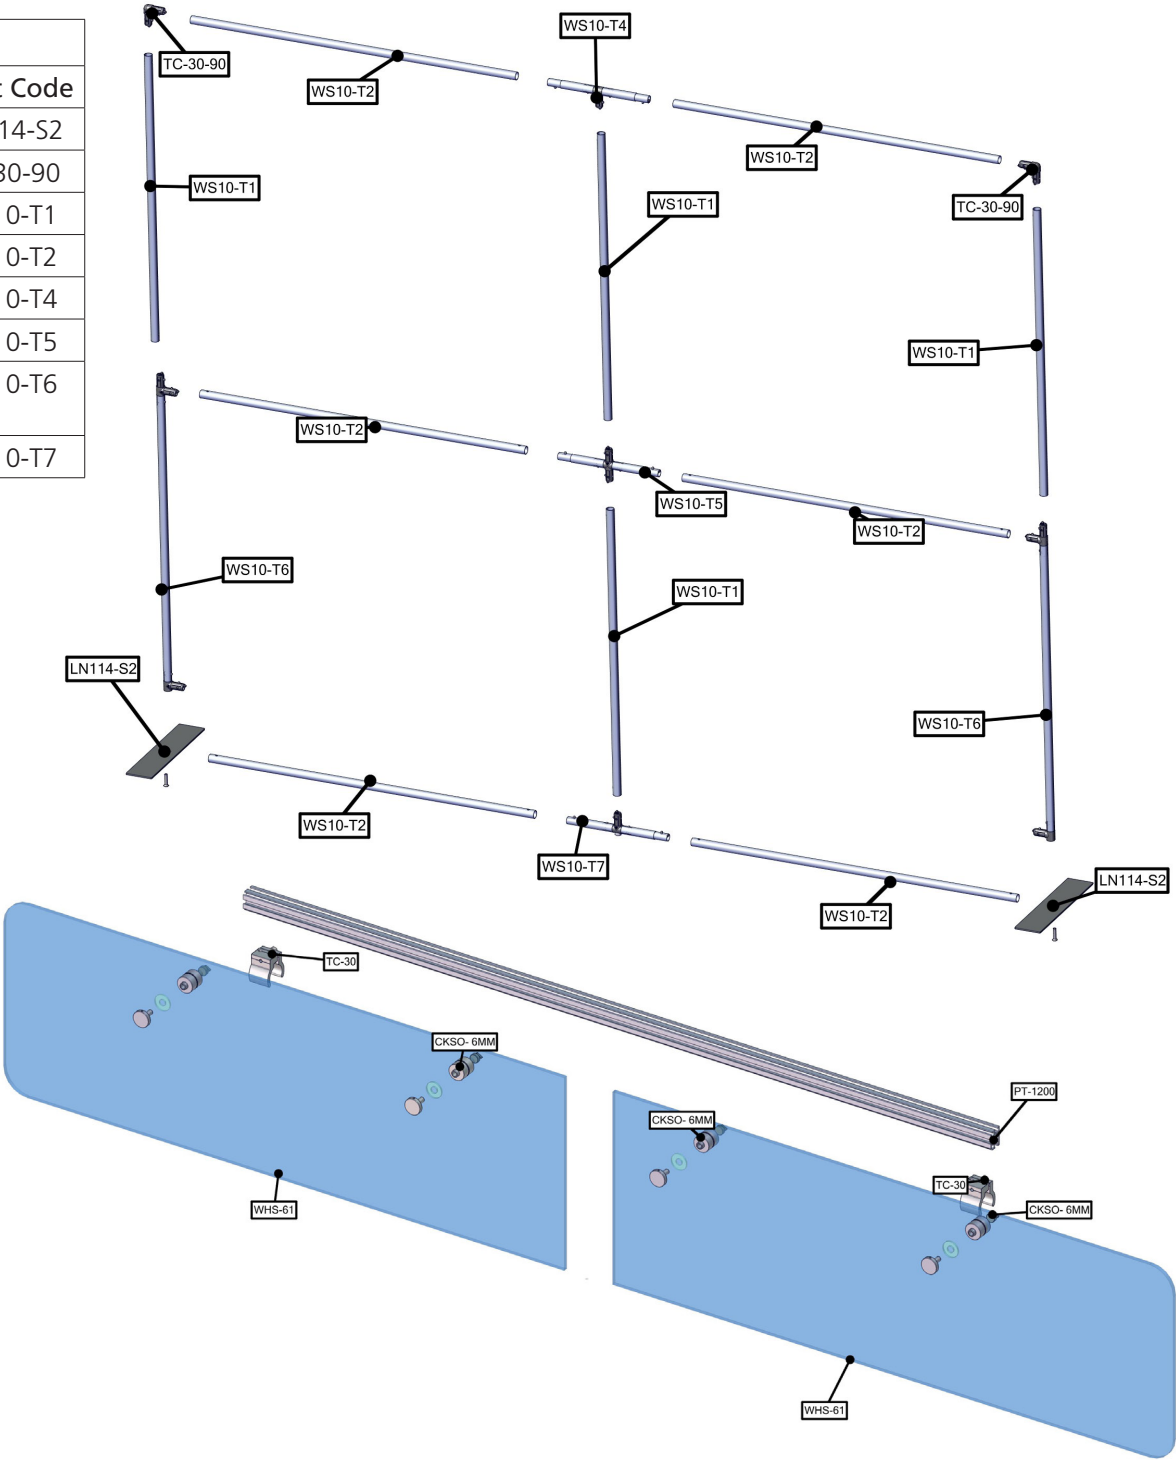 t Code
14-S2
30-90
0-T1
0-T2
0-T4
0-T5
0-T6
0-T7
WS10-T4
TC-30-90
WS10-T2
WS10-T2
WS10-T1
WS10-T1
TC-30-90
WS10-T1
WS10-T2
WS10-T5
WS10-T2
WS10-T6
WS10-T1
LN114-S2
WS10-T6
WS10-T2
WS10-T7
LN114-S2
WS10-T2
TC-30
CKSO- 6MM
PT-1200
CKSO- 6MM
TC-30
CKSO- 6MM
WHS-61
WHS-61